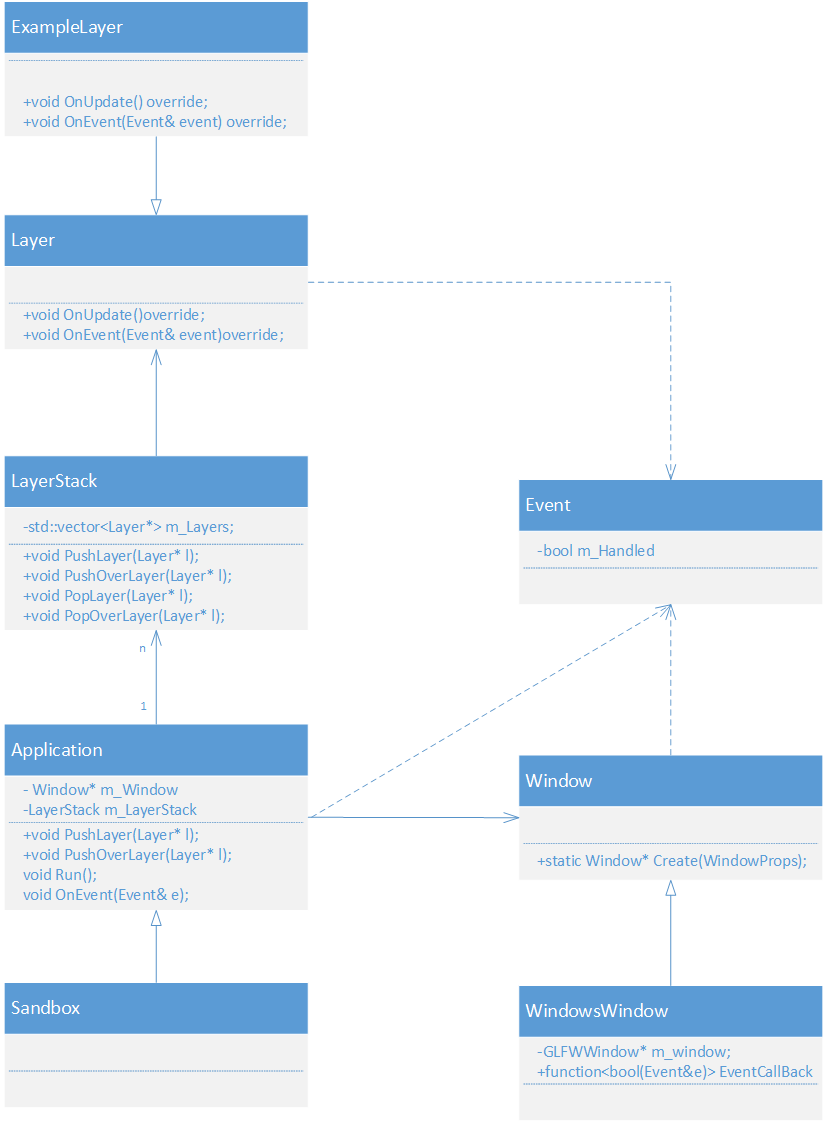 ExampleLayer
+void OnUpdate() override;
+void OnEvent(Event& event) override;
Layer
+void OnUpdate()override;
+void OnEvent(Event& event)override;
LayerStack
-std::vector<Layer*> m_Layers;
+void PushLayer(Layer* l);
+void PushOverLayer(Layer* l);
+void PopLayer(Layer* l);
+void PopOverLayer(Layer* l);
Event
-bool m_Handled
n
1
Application
- Window* m_Window
-LayerStack m_LayerStack
+void PushLayer(Layer* l);
+void PushOverLayer(Layer* l);
void Run();
void OnEvent(Event& e);
Window
+static Window* Create(WindowProps);
Sandbox
WindowsWindow
-GLFWWindow* m_window;
+function<bool(Event&e)> EventCallBack